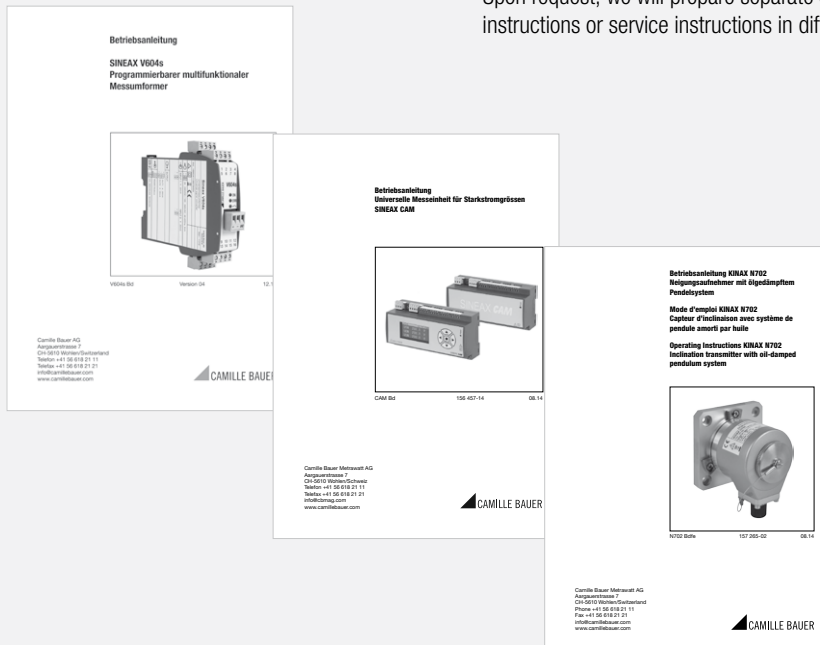 Upon request, we will prepare separate
instructions or service instructions in dif
Betriebsanleitung
SINEAX V604s
Programmierbarer multifunktionaler
Messumformer
V604s Bd Version 04 12.1
Camille Bauer AG
Aargauerstrasse 7
CH-5610 Wohlen/Switzerland
Telefon +41 56 618 21 11
Telefax +41 56 618 21 21
info@camillebauer.com
www.camillebauer.com
CAMILLE BAUER
Betriebsanleitung
Universelle Messeinheit für Starkstromgrössen
SINEAX CAM
SINEAX CAM
CAM Bd 156 457-14 08.14
Camille Bauer Metrawatt AG
Aargauerstrasse 7
CH-5610 Wohlen/Schweiz
Telefon +41 56 618 21 11
Telefax +41 56 618 21 21
info@cbmag.com
www.camillebauer.com
CAMILLE BAUER
Betriebsanleitung KINAX N702
Neigungsaufnehmer mit ölgedämpftem
Pendelsystem
Mode d'emploi KINAX N702
Capteur d'inclinaison avec système de
pendule amorti par huile
Operating Instructions KINAX N702
Inclination transmitter with oil-damped
pendulum system
N702 Bdfe 157 265-02 08.14
Camille Bauer Metrawatt AG
Aargauerstrasse 7
CH-5610 Wohlen/Switzerland
Phone +41 56 618 21 11
Fax +41 56 618 21 21
info@camillebauer.com
www.camillebauer.com
CAMILLE BAUER